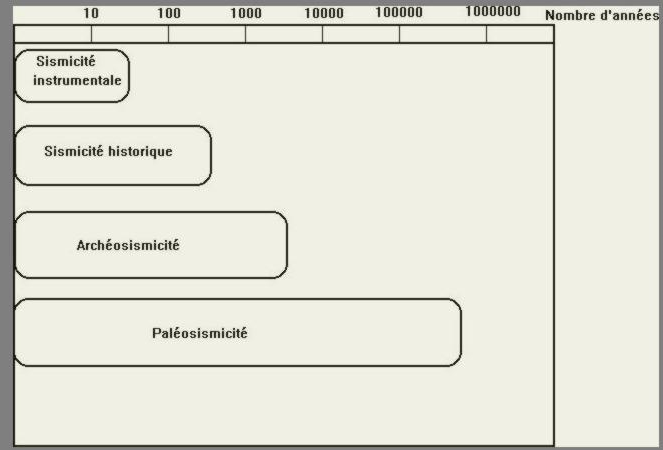 10 100 1000 10000 100000 1000000 Nombre d'années
Sismicité
instrumentale
Sismicité historique
Archéosismicité
Paléosismicité